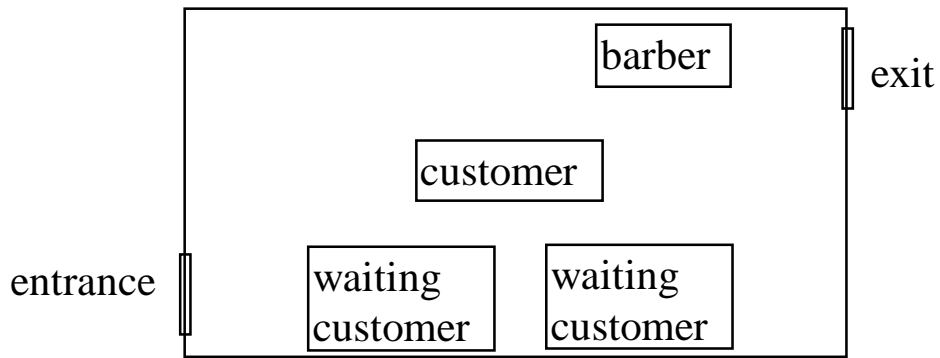 barber
exit
customer
entrance
waiting
customer
waiting
customer